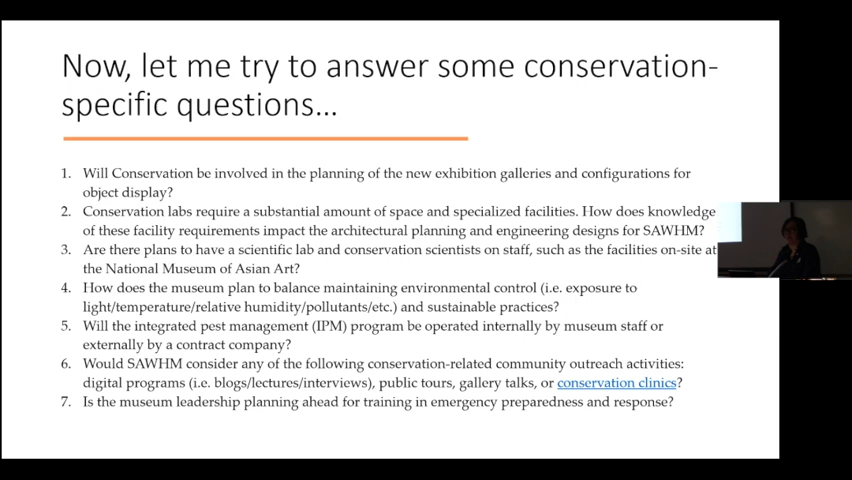 Now, let me try to answer some conservation-
specific questions...
1. Will Conservation be involved in the planning of the new exhibition galleries and configurations for
object display?
2. Conservation labs require a substantial amount of space and specialized facilities. How does knowledge
of these facility requirements impact the architectural planning and engineering designs for SAWHM?
3. Are there plans to have a scientific lab and conservation scientists on staff, such as the facilities on-site at
the National Museum of Asian Art?
4. How does the museum plan to balance maintaining environmental control (i.e. exposure to
light/temperature/relative humidity/pollutants/etc.) and sustainable practices?
5. Will the integrated pest management (IPM) program be operated internally by museum staff or
externally by a contract company?
6. Would SAWHM consider any of the following conservation-related community outreach activities:
digital programs (i.e. blogs/lectures/interviews), public tours, gallery talks, or conservation clinics?
7. Is the museum leadership planning ahead for training in emergency preparedness and response?